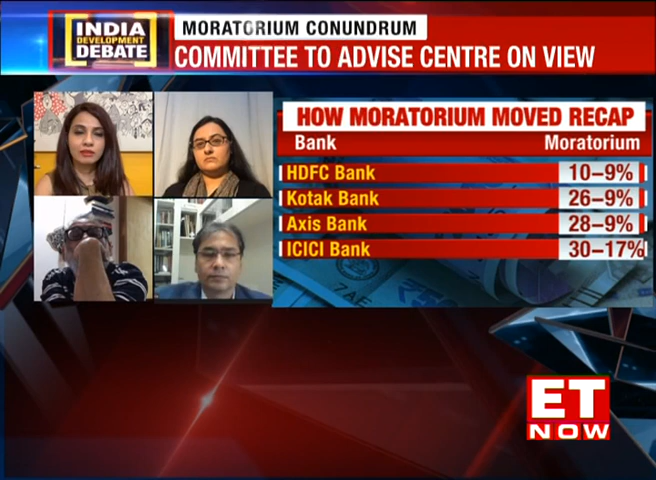 INDIA
DEVELOPMENT
DEBATE
MORATORIUM CONUNDRUM
COMMITTEE TO ADVISE CENTRE ON VIEW
HOW MORATORIUM MOVED RECAP
Bank Moratorium
HDFC Bank 10–9%
Kotak Bank 26–9%
Axis Bank 28–9%
ICICI Bank 30–17%
7AE
ET
NOW